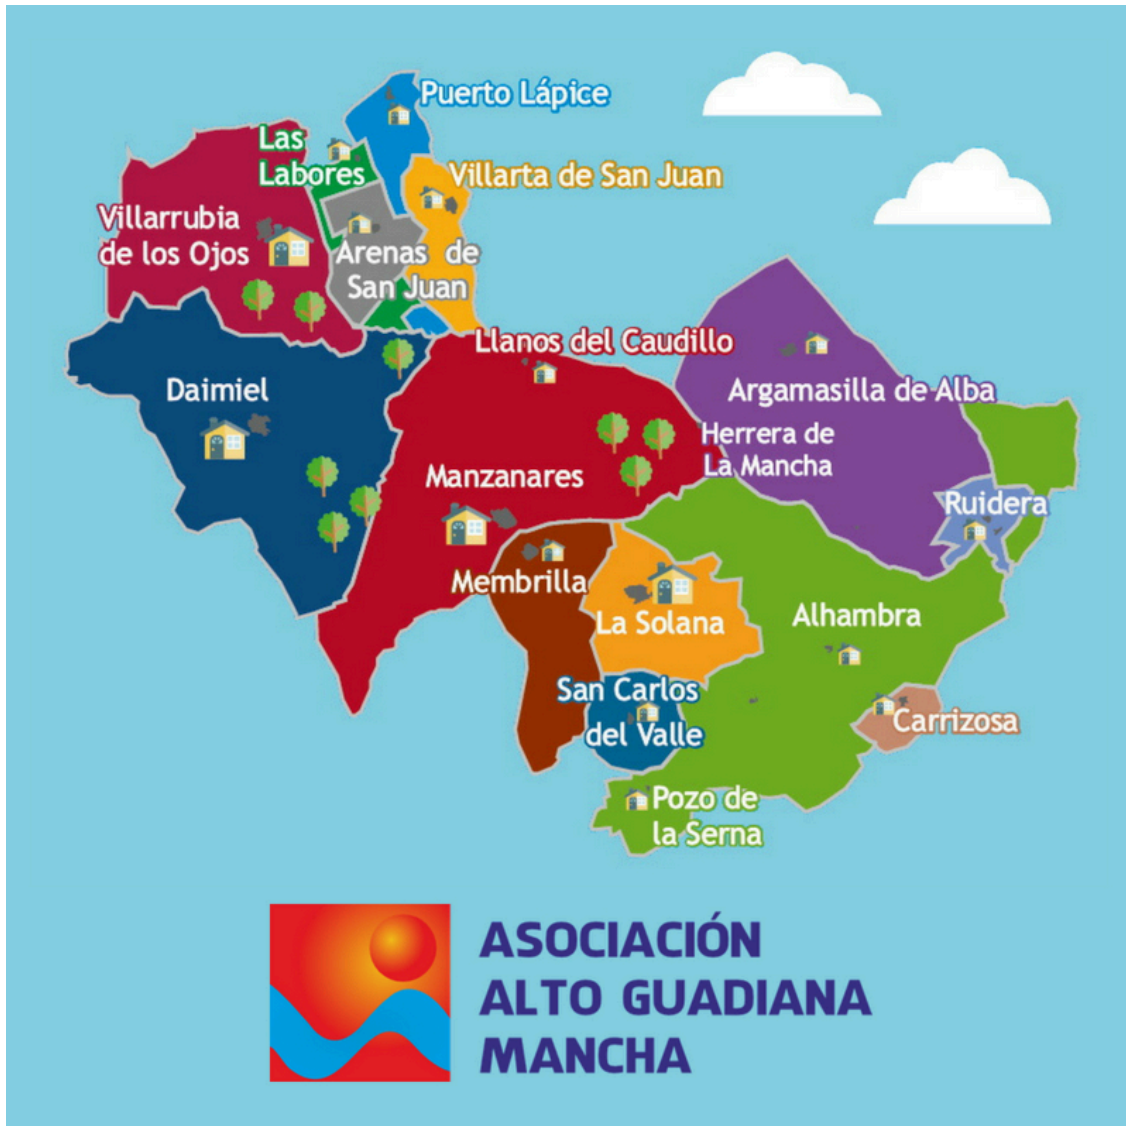 Puerto Lápice
Las
Labores
Villarta de San Juan
Villarrubia
de los Ojos
Arenas de
San Juan
Llanos del Caudillo
Daimiel
Argamasilla de Alba
Herrera de
La Mancha
Manzanares
Ruidera
Membrilla
La Solana
Alhambra
San Carlos
del Valle
Carrizosa
Pozo de
la Serna
ASOCIACIÓN
ALTO GUADIANA
MANCHA